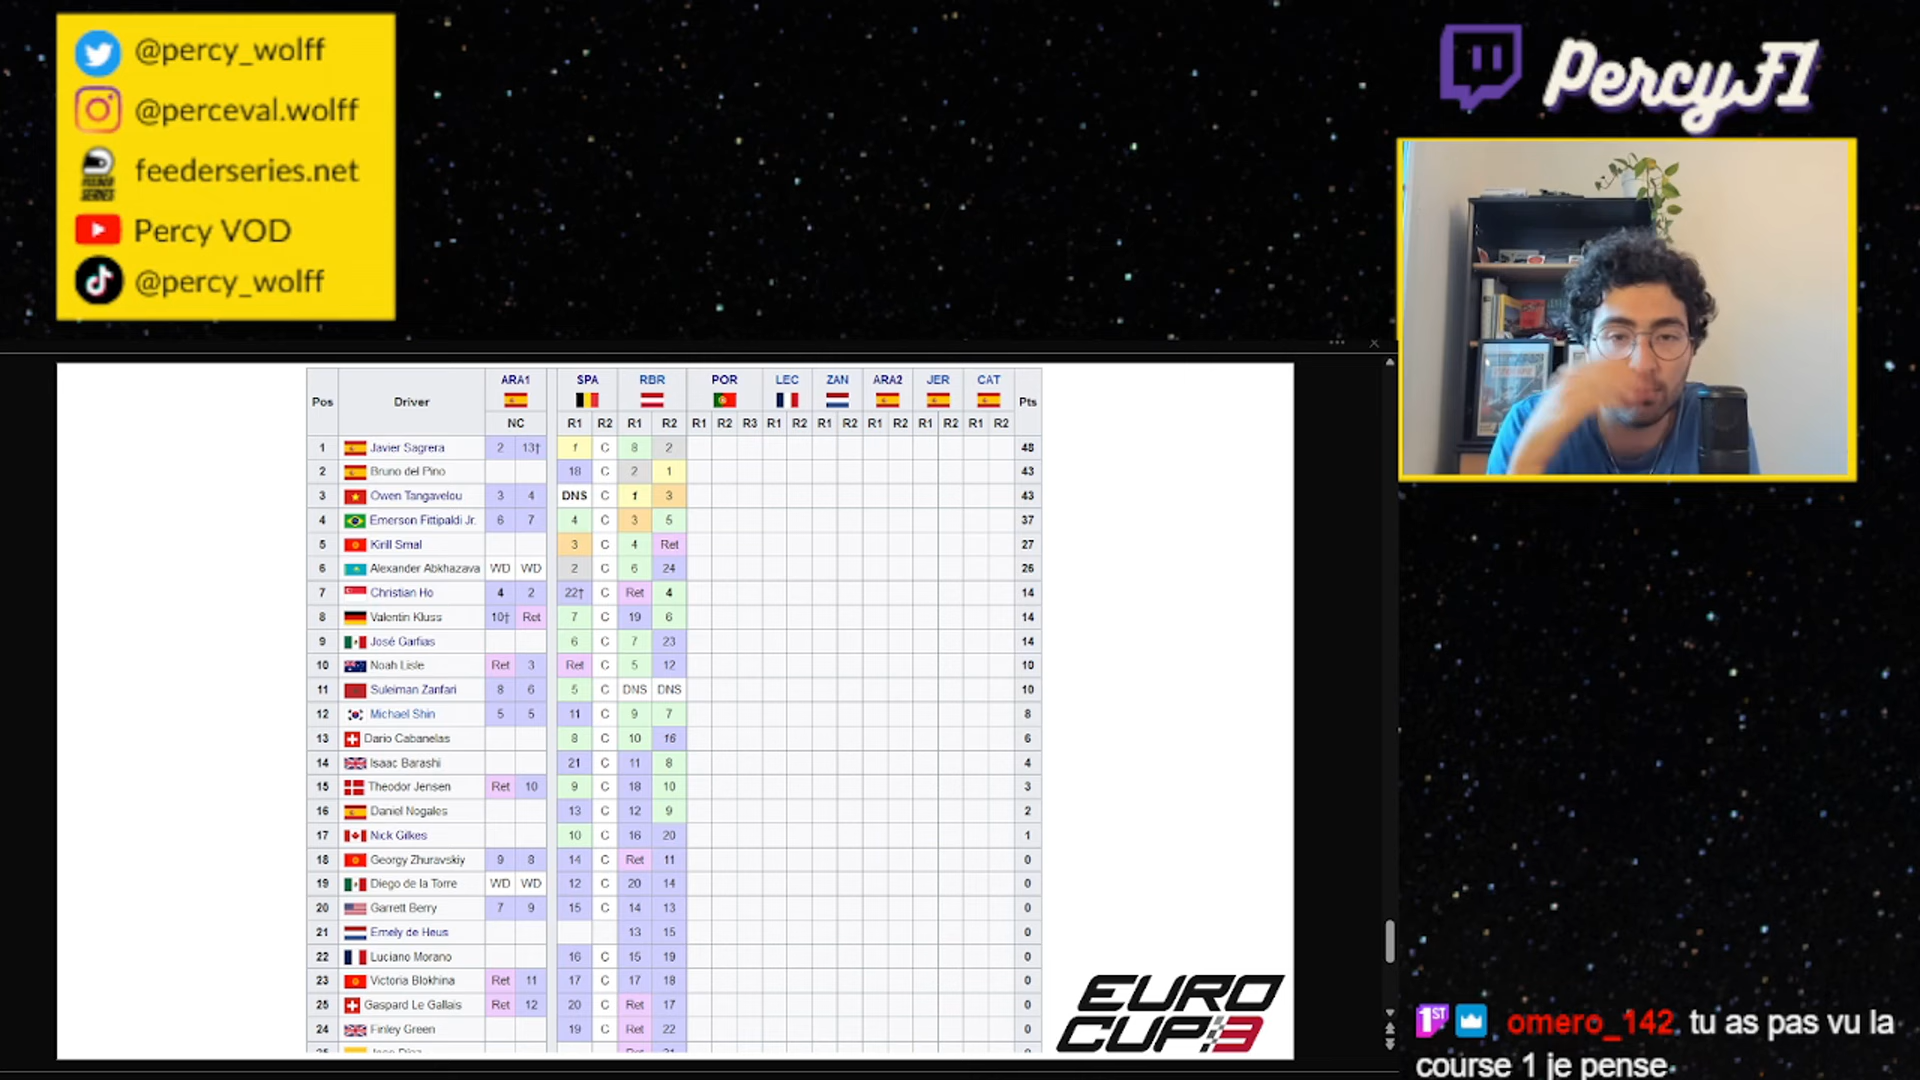 @percy_wolff
@perceval.wolff
feederseries.net
Percy VOD
@percy_wolff
PercyF1
Pos Driver ARA1 SPA RBR POR LEC ZAN ARA2 JER CAT Pts
NC R1 R2 R1 R2 R1 R2 R3 R1 R2 R1 R2 R1 R2 R1 R2 R1 R2
1 Javier Sagrera 2 13† 1 C 8 2 48
2 Bruno del Pino 18 C 2 1 43
3 Owen Tangavelou 3 4 DNS C 1 3 43
4 Emerson Fittipaldi Jr. 6 7 4 C 3 5 37
5 Kirill Smal 3 C 4 Ret 27
6 Alexander Abkhazava WD WD 2 C 6 24 26
7 Christian Ho 4 2 22† C Ret 4 14
8 Valentin Kluss 10† Ret 7 C 19 6 14
9 José Garfias 6 C 7 23 14
10 Noah Lisle Ret 3 Ret C 5 12 10
11 Suleiman Zanfari 8 6 5 C DNS DNS 10
12 Michael Shin 5 5 11 C 9 7 8
13 Dario Cabanelas 8 C 10 16 6
14 Isaac Barashi 21 C 11 8 4
15 Theodor Jensen Ret 10 9 C 18 10 3
16 Daniel Nogales 13 C 12 9 2
17 Nick Gilkes 10 C 16 20 1
18 Georgy Zhuravskiy 9 8 14 C Ret 11 0
19 Diego de la Torre WD WD 12 C 20 14 0
20 Garrett Berry 7 9 15 C 14 13 0
21 Emely de Heus 13 15 0
22 Luciano Morano 16 C 15 19 0
23 Victoria Blokhina Ret 11 17 C 17 18 0
25 Gaspard Le Gallais Ret 12 20 C Ret 17 0
24 Finley Green 19 C Ret 22 0
EURO
CUP 3
1ST omero_142 tu as pas vu la
course 1 je pense